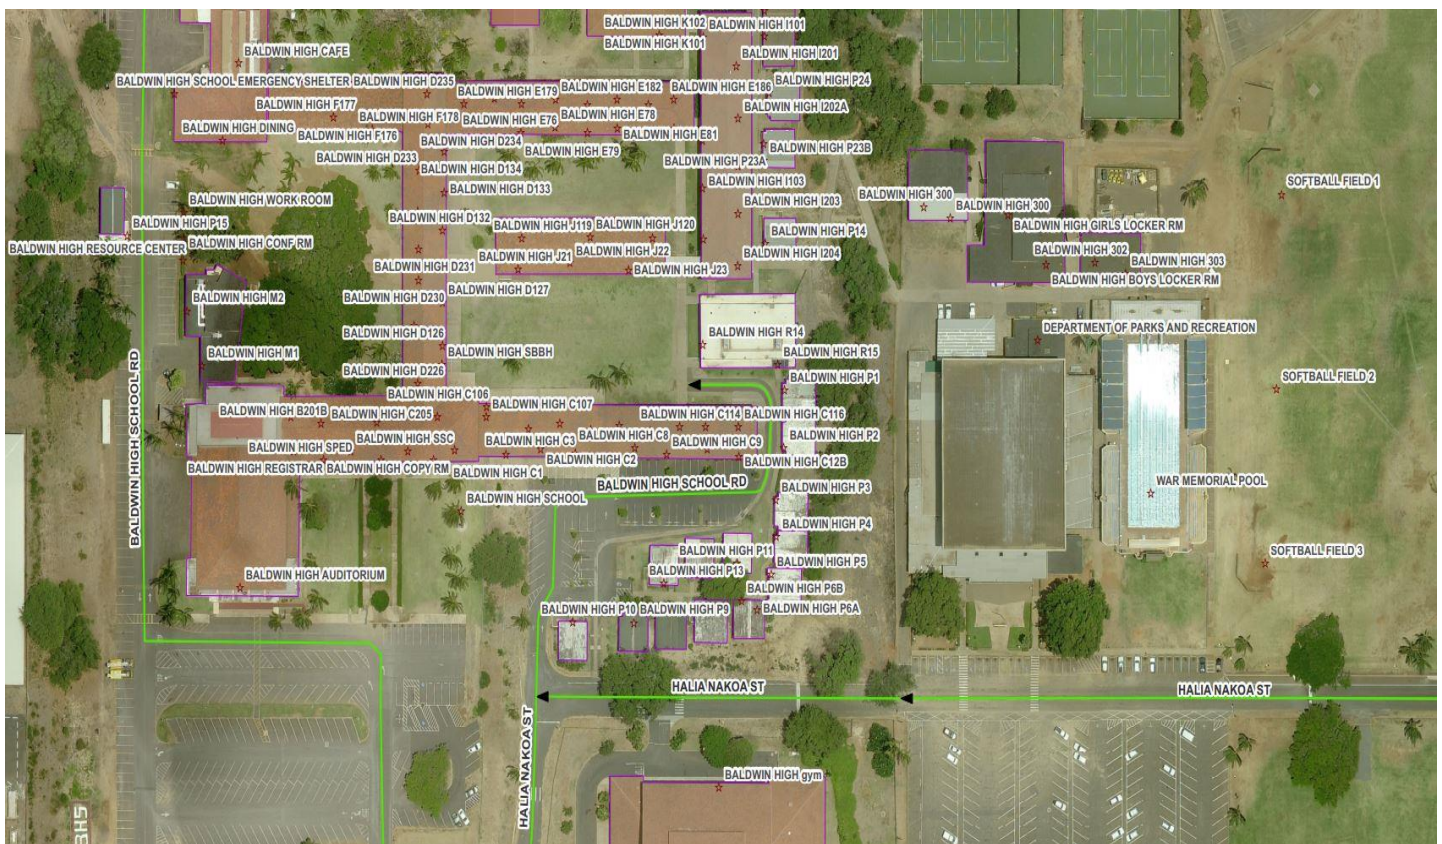 BALDWIN HIGH K102
BALDWIN HIGH I101
BALDWIN HIGH K101
BALDWIN HIGH CAFE
BALDWIN HIGH I201
BALDWIN HIGH SCHOOL EMERGENCY SHELTER
BALDWIN HIGH D235
BALDWIN HIGH E182
BALDWIN HIGH E186
BALDWIN HIGH P24
BALDWIN HIGH E179
BALDWIN HIGH F177
BALDWIN HIGH I202A
BALDWIN HIGH F178
BALDWIN HIGH E76
BALDWIN HIGH E78
BALDWIN HIGH DINING
BALDWIN HIGH F176
BALDWIN HIGH D234
BALDWIN HIGH E81
BALDWIN HIGH E79
BALDWIN HIGH P23B
BALDWIN HIGH D233
BALDWIN HIGH D134
BALDWIN HIGH P23A
SOFTBALL FIELD 1
BALDWIN HIGH D133
BALDWIN HIGH I103
BALDWIN HIGH 300
BALDWIN HIGH WORK ROOM
BALDWIN HIGH 300
BALDWIN HIGH I203
BALDWIN HIGH D132
BALDWIN HIGH P15
BALDWIN HIGH J119
BALDWIN HIGH J120
BALDWIN HIGH GIRLS LOCKER RM
BALDWIN HIGH P14
BALDWIN HIGH RESOURCE CENTER
BALDWIN HIGH CONF RM
BALDWIN HIGH J21
BALDWIN HIGH J22
BALDWIN HIGH I204
BALDWIN HIGH 302
BALDWIN HIGH D231
BALDWIN HIGH J23
BALDWIN HIGH 303
BALDWIN HIGH BOYS LOCKER RM
BALDWIN HIGH D127
BALDWIN HIGH M2
BALDWIN HIGH D230
BALDWIN HIGH D126
BALDWIN HIGH R14
DEPARTMENT OF PARKS AND RECREATION
BALDWIN HIGH SBBH
BALDWIN HIGH R15
BALDWIN HIGH M1
BALDWIN HIGH D226
BALDWIN HIGH P1
SOFTBALL FIELD 2
BALDWIN HIGH SCHOOL RD
BALDWIN HIGH C106
BALDWIN HIGH B201B
BALDWIN HIGH C205
BALDWIN HIGH C107
BALDWIN HIGH C114
BALDWIN HIGH C116
BALDWIN HIGH P2
BALDWIN HIGH SPED
BALDWIN HIGH SSC
BALDWIN HIGH C3
BALDWIN HIGH C8
BALDWIN HIGH C9
BALDWIN HIGH REGISTRAR
BALDWIN HIGH COPY RM
BALDWIN HIGH C1
BALDWIN HIGH C2
BALDWIN HIGH C12B
BALDWIN HIGH SCHOOL RD
WAR MEMORIAL POOL
BALDWIN HIGH SCHOOL
BALDWIN HIGH P3
BALDWIN HIGH P4
BALDWIN HIGH P11
SOFTBALL FIELD 3
BALDWIN HIGH P13
BALDWIN HIGH P5
BALDWIN HIGH AUDITORIUM
BALDWIN HIGH P6B
BALDWIN HIGH P10
BALDWIN HIGH P9
BALDWIN HIGH P6A
HALIA NAKOA ST
HALIA NAKOA ST
HALIA NAKOA ST
BALDWIN HIGH gym
BHS